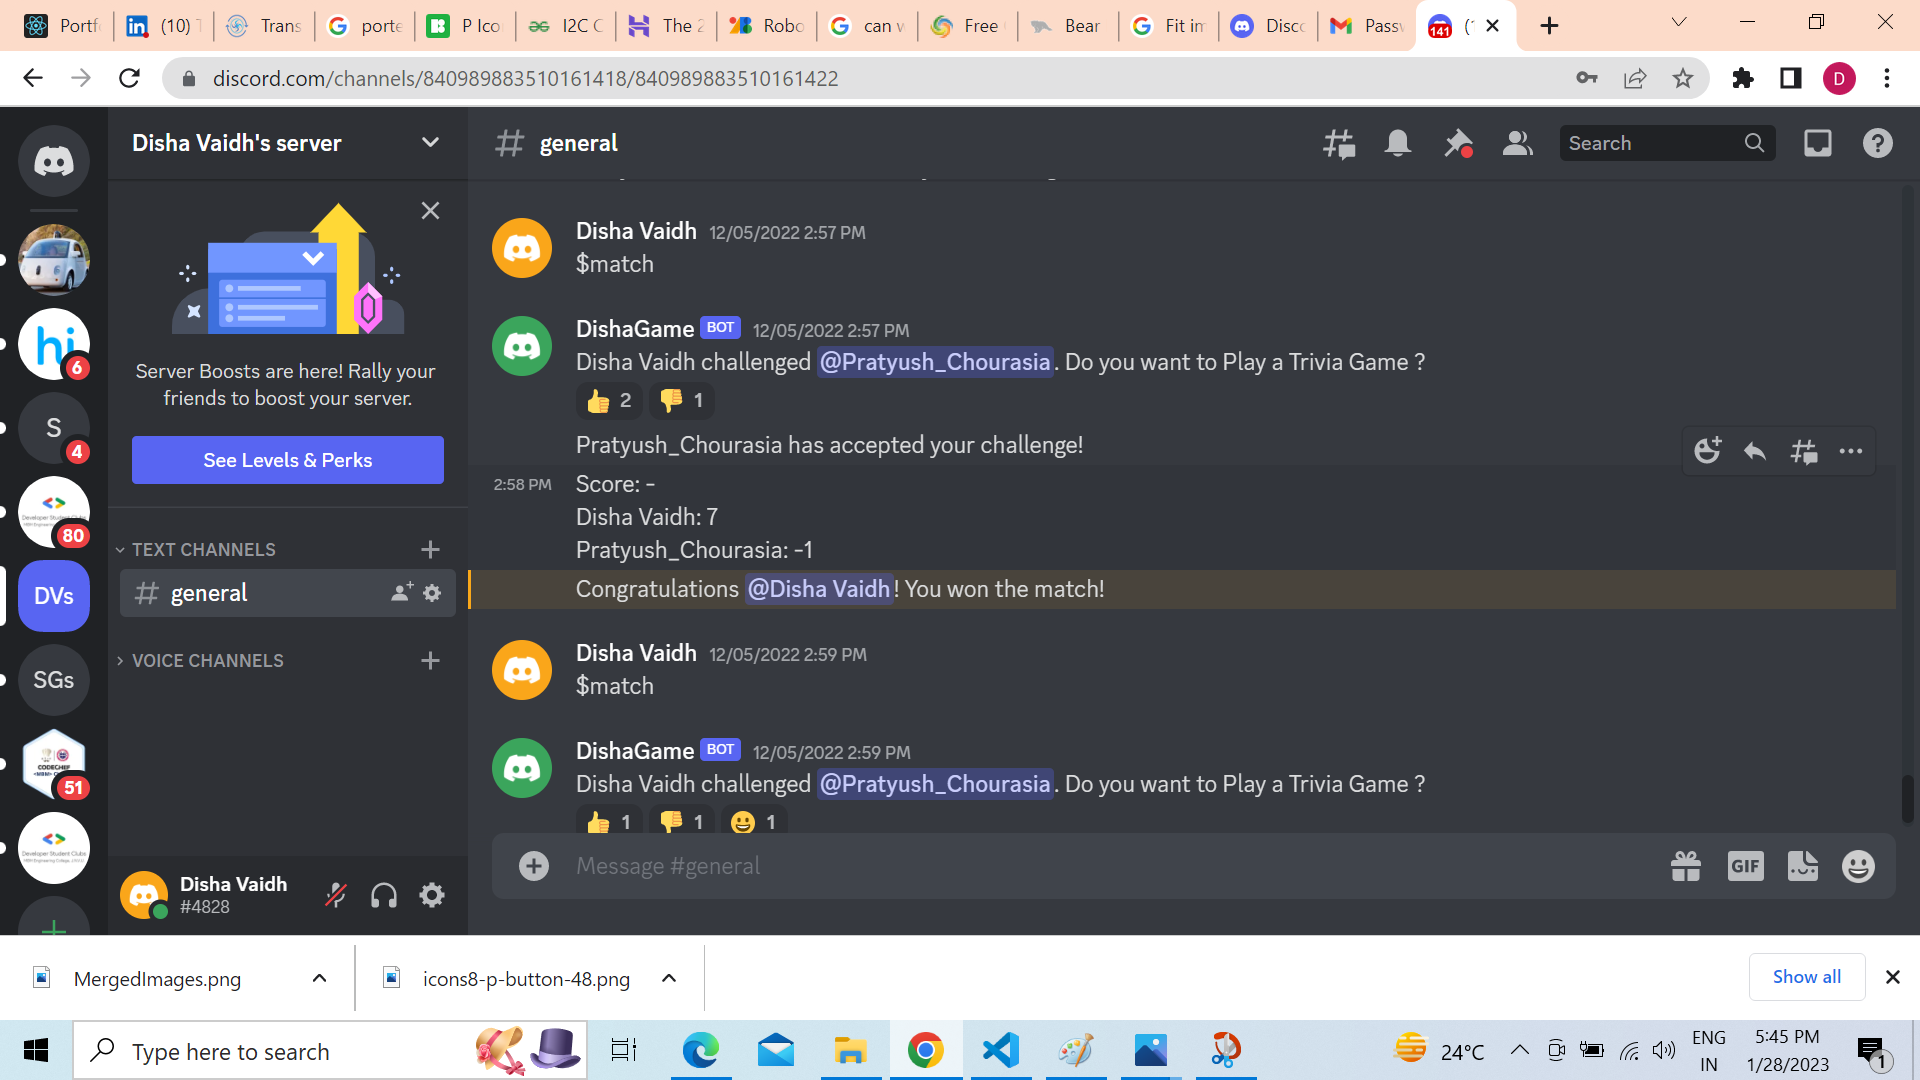 Portf
(10) T
Trans
porte
P Ico
I2C C
The 2
Robo
can w
Free
Bear
Fit in
Disco
Passw
141
discord.com/channels/840989883510161418/840989883510161422
D
Disha Vaidh's server
general
Search
Server Boosts are here! Rally your
friends to boost your server.
See Levels & Perks
TEXT CHANNELS
general
VOICE CHANNELS
hi
6
S
4
80
DVs
SGs
CODECHEF
51
Disha Vaidh
#4828
Disha Vaidh 12/05/2022 2:57 PM
$match
DishaGame BOT 12/05/2022 2:57 PM
Disha Vaidh challenged @Pratyush_Chourasia. Do you want to Play a Trivia Game ?
👍 2 👎 1
Pratyush_Chourasia has accepted your challenge!
2:58 PM Score: -
Disha Vaidh: 7
Pratyush_Chourasia: -1
Congratulations @Disha Vaidh! You won the match!
Disha Vaidh 12/05/2022 2:59 PM
$match
DishaGame BOT 12/05/2022 2:59 PM
Disha Vaidh challenged @Pratyush_Chourasia. Do you want to Play a Trivia Game ?
👍 1 👎 1 😀 1
Message #general
GIF
MergedImages.png
icons8-p-button-48.png
Show all
Type here to search
24°C
ENG
IN
5:45 PM
1/28/2023
1